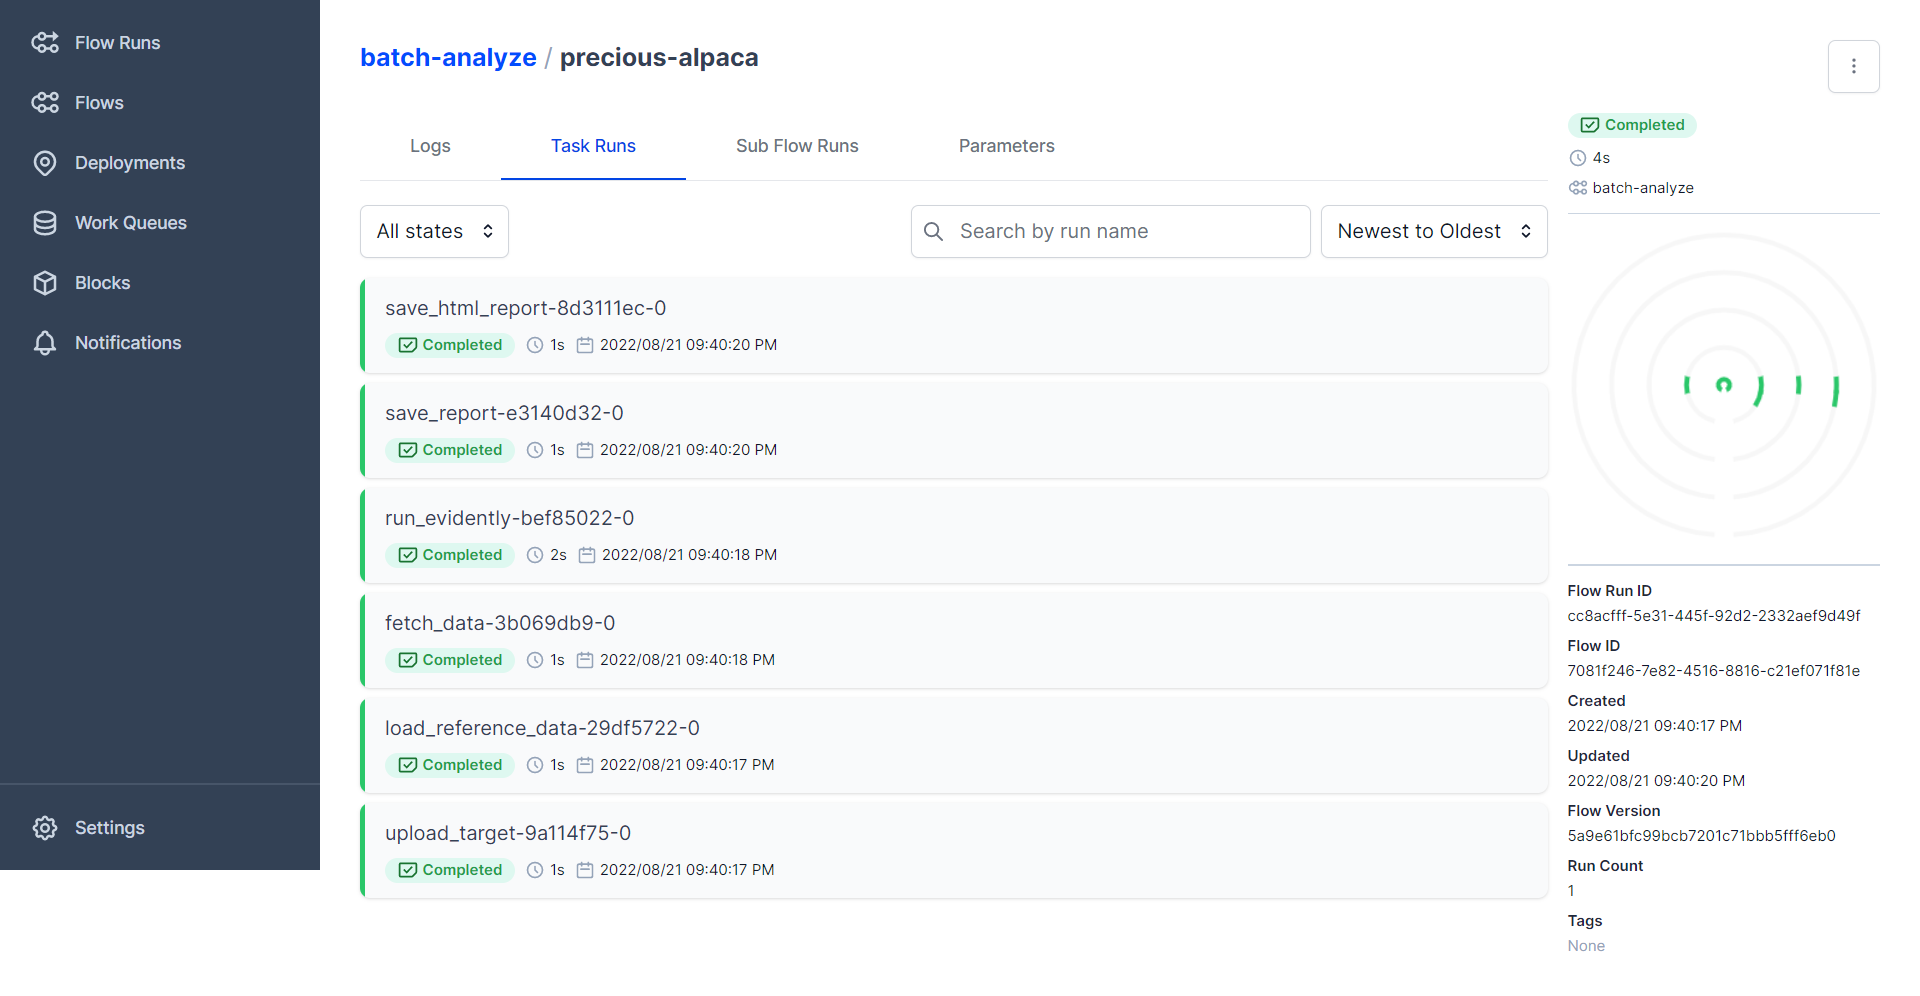 Flow Runs
Flows
Deployments
Work Queues
Blocks
Notifications
Settings
batch-analyze / precious-alpaca
Logs
Task Runs
Sub Flow Runs
Parameters
All states
Search by run name
Newest to Oldest
save_html_report-8d3111ec-0
Completed 1s 2022/08/21 09:40:20 PM
save_report-e3140d32-0
Completed 1s 2022/08/21 09:40:20 PM
run_evidently-bef85022-0
Completed 2s 2022/08/21 09:40:18 PM
fetch_data-3b069db9-0
Completed 1s 2022/08/21 09:40:18 PM
load_reference_data-29df5722-0
Completed 1s 2022/08/21 09:40:17 PM
upload_target-9a114f75-0
Completed 1s 2022/08/21 09:40:17 PM
Completed
4s
batch-analyze
Flow Run ID
cc8acfff-5e31-445f-92d2-2332aef9d49f
Flow ID
7081f246-7e82-4516-8816-c21ef071f81e
Created
2022/08/21 09:40:17 PM
Updated
2022/08/21 09:40:20 PM
Flow Version
5a9e61bfc99bcb7201c71bbb5fff6eb0
Run Count
1
Tags
None